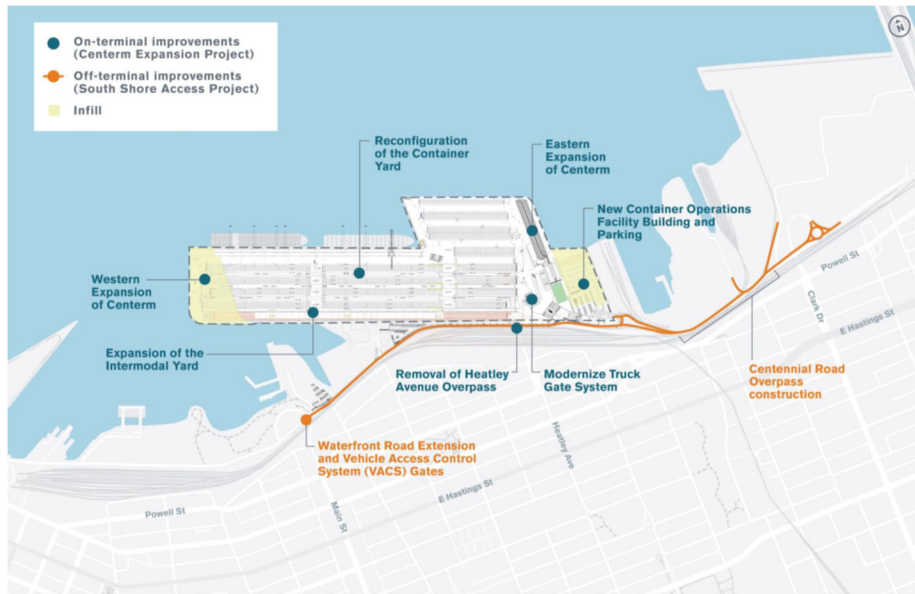 On-terminal improvements
(Centerm Expansion Project)
Off-terminal improvements
(South Shore Access Project)
Infill
N
Reconfiguration
of the Container
Yard
Eastern
Expansion
of Centerm
New Container Operations
Facility Building and
Parking
Western
Expansion
of Centerm
Expansion of the
Intermodal Yard
Removal of Heatley
Avenue Overpass
Modernize Truck
Gate System
Centennial Road
Overpass
construction
Waterfront Road Extension
and Vehicle Access Control
System (VACS) Gates
Powell St
Clark Dr
E Hastings St
Heatley Ave
E Hastings St
Main St
Powell St